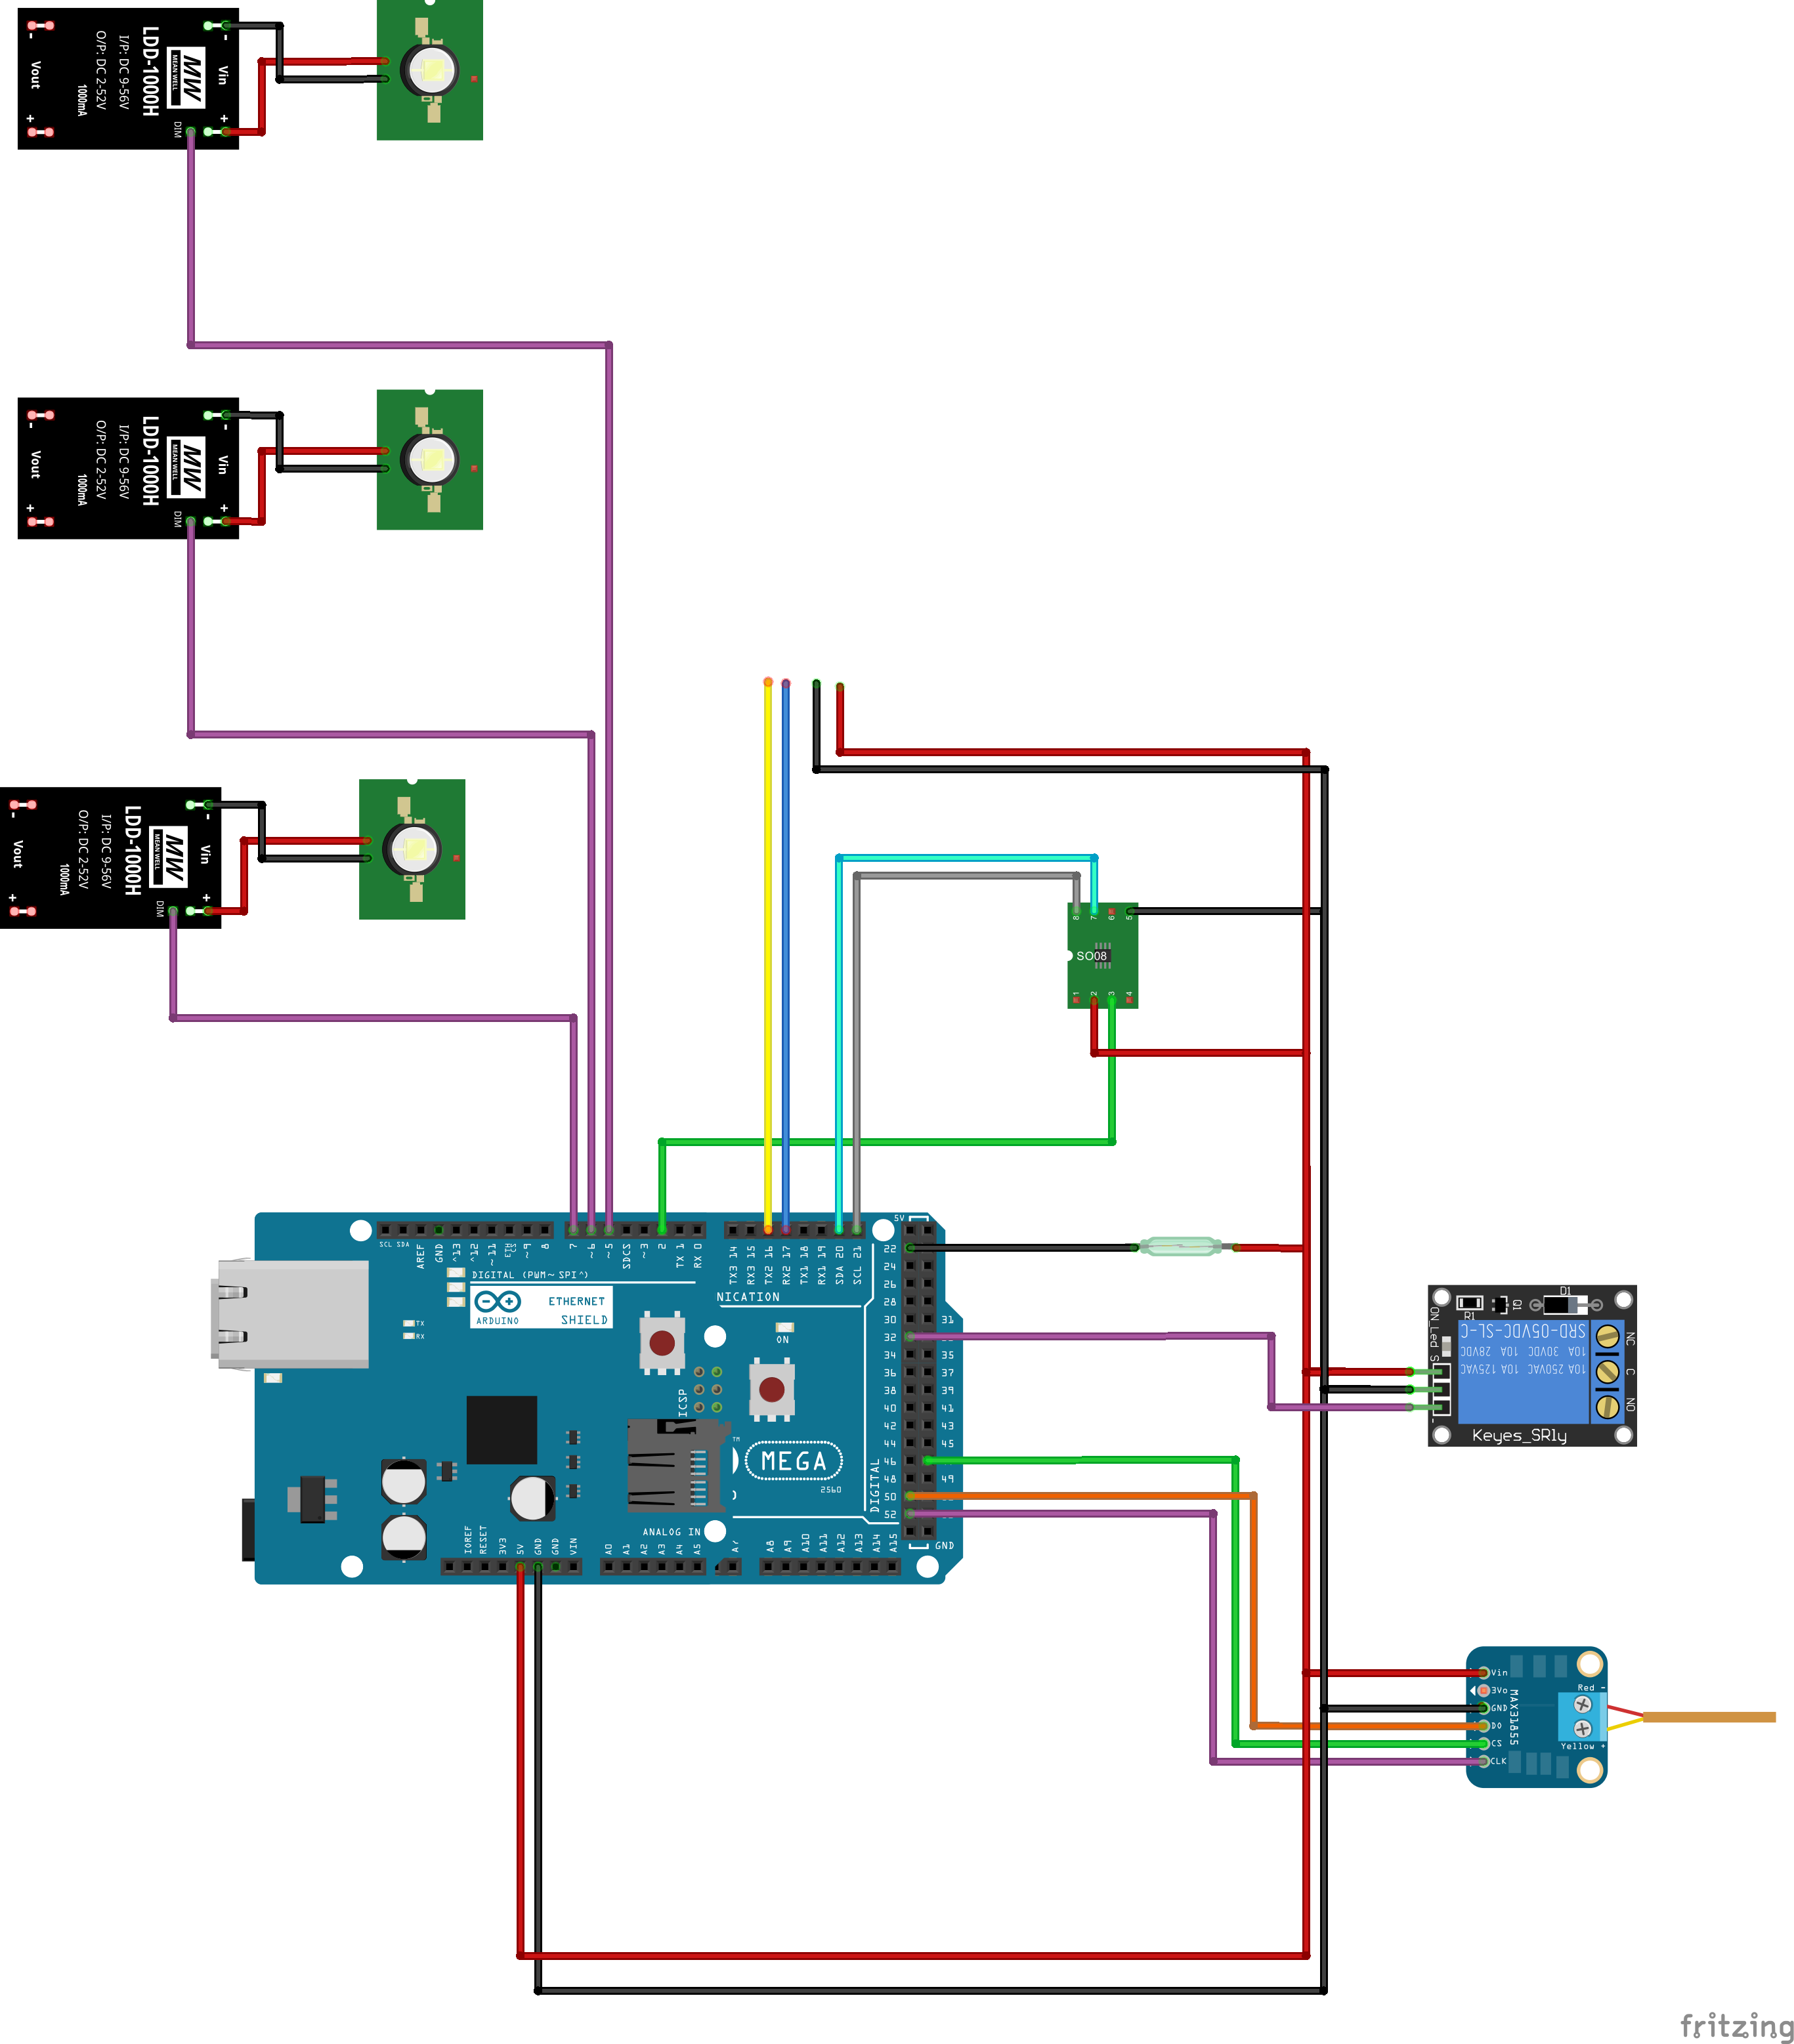 Vout
- +
O/P: DC 2-52V
I/P: DC 9-56V
1000mA
LDD-1000H
MW
MEAN WELL
Vin
- +
DIM
Vout
- +
O/P: DC 2-52V
I/P: DC 9-56V
1000mA
LDD-1000H
MW
MEAN WELL
Vin
- +
DIM
Vout
- +
O/P: DC 2-52V
I/P: DC 9-56V
1000mA
LDD-1000H
MW
MEAN WELL
Vin
- +
DIM
8 7 6 5
SO08
1 2 3 4
SCL SDA AREF GND ~13 ~12 ~11 ~9 8
7 ~6 ~5 SDCS ~3 2 TX 1 RX 0
TX3 14 RX3 15 TX2 16 RX2 17 TX1 18 RX1 19 SDA 20 SCL 21
5V
22
24
26
28
30 31
32
34 35
36 37
38 39
40 41
42 43
44 45
46
48 49
50
52
GND
DIGITAL
DIGITAL (PWM~ SPI^)
NICATION
ARDUINO
ETHERNET
SHIELD
TX
RX
ON
ICSP
TM
MEGA
2560
ANALOG IN
IOREF RESET 3V3 5V GND GND VIN
A0 A1 A2 A3 A4 A5 A7
A8 A9 A10 A11 A12 A13 A14 A15
R1 Q1 D1
ON_Led
S
-
SRD-05VDC-SL-C
10A 30VDC 10A 28VDC
10A 250VAC 10A 125VAC
NC
C
NO
Keyes_SRly
Vin
3Vo
GND
DO
CS
CLK
MAX31855
Red -
Yellow +
fritzing